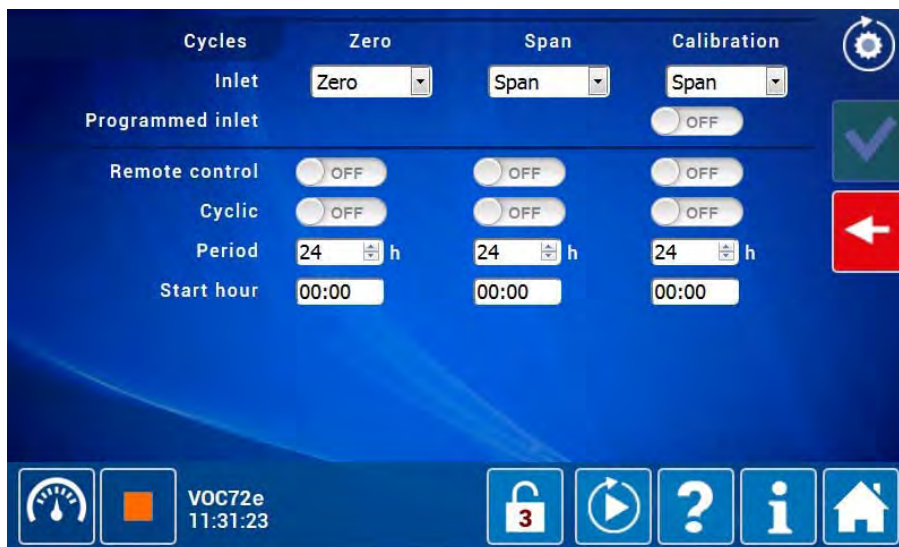 Cycles Zero Span Calibration
Inlet Zero Span Span
Programmed inlet OFF
Remote control OFF OFF OFF
Cyclic OFF OFF OFF
Period 24 h 24 h 24 h
Start hour 00:00 00:00 00:00
VOC72e
11:31:23
3
?
i